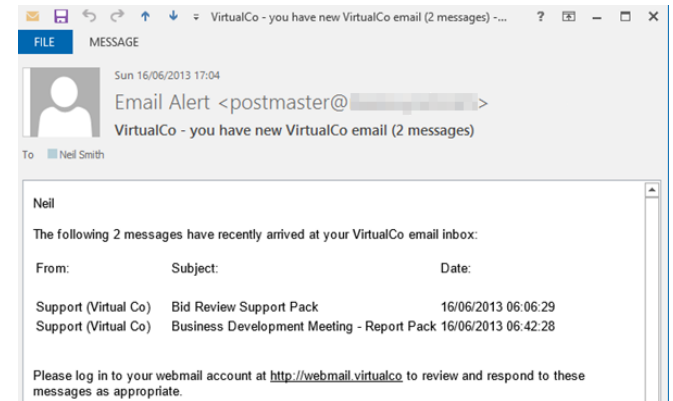 VirtualCo - you have new VirtualCo email (2 messages) -...
FILE MESSAGE
Sun 16/06/2013 17:04
Email Alert <postmaster@ >
VirtualCo - you have new VirtualCo email (2 messages)
To Neil Smith
Neil
The following 2 messages have recently arrived at your VirtualCo email inbox:
From: Subject: Date:
Support (Virtual Co) Bid Review Support Pack 16/06/2013 06:06:29
Support (Virtual Co) Business Development Meeting - Report Pack 16/06/2013 06:42:28
Please log in to your webmail account at http://webmail.virtualco to review and respond to these
messages as appropriate.